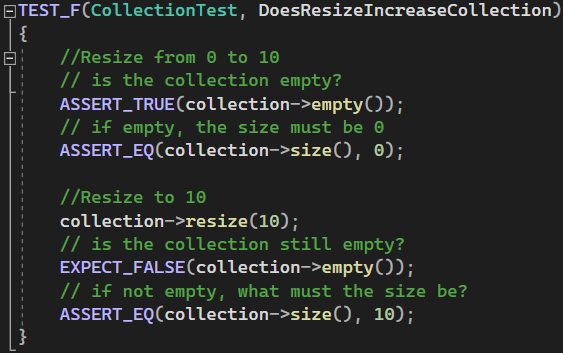 TEST_F(CollectionTest, DoesResizeIncreaseCollection)
{
//Resize from 0 to 10
// is the collection empty?
ASSERT_TRUE(collection->empty());
// if empty, the size must be 0
ASSERT_EQ(collection->size(), 0);
//Resize to 10
collection->resize(10);
// is the collection still empty?
EXPECT_FALSE(collection->empty());
// if not empty, what must the size be?
ASSERT_EQ(collection->size(), 10);
}